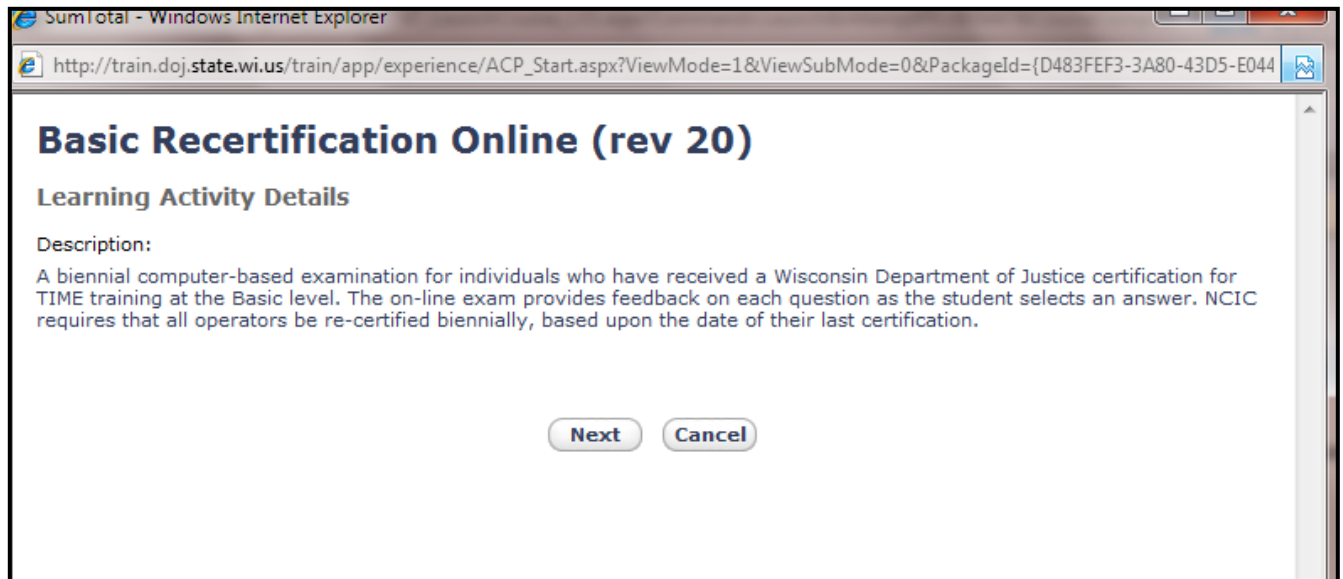 SumTotal - Windows Internet Explorer
http://train.doj.state.wi.us/train/app/experience/ACP_Start.aspx?ViewMode=1&ViewSubMode=0&PackageId={D483FEF3-3A80-43D5-E044
Basic Recertification Online (rev 20)
Learning Activity Details
Description:
A biennial computer-based examination for individuals who have received a Wisconsin Department of Justice certification for
TIME training at the Basic level. The on-line exam provides feedback on each question as the student selects an answer. NCIC
requires that all operators be re-certified biennially, based upon the date of their last certification.
Next Cancel